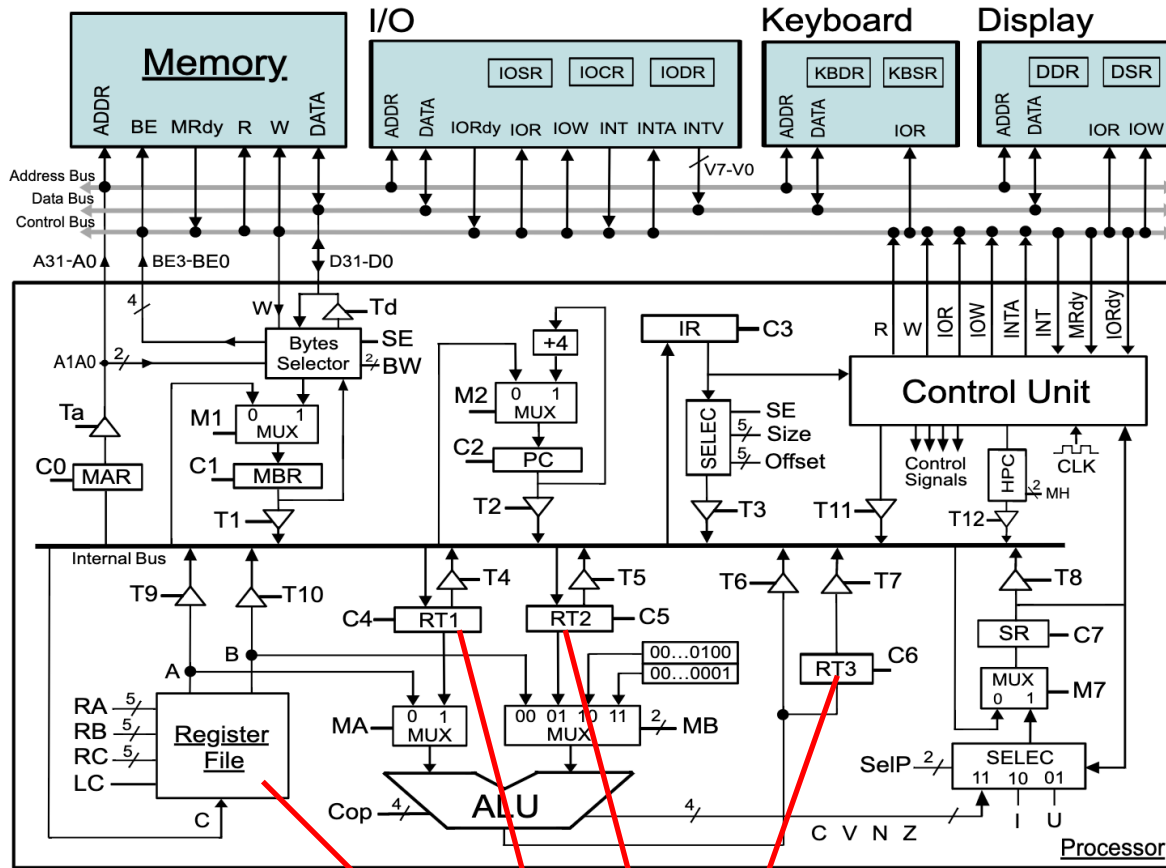 I/O
Keyboard
Display
Memory
IOSR
IOCR
IODR
KBDR
KBSR
DDR
DSR
ADDR
BE
MRdy
R
W
DATA
ADDR
DATA
IORdy
IOR
IOW
INT
INTA
INTV
ADDR
DATA
IOR
ADDR
DATA
IOR
IOW
V7-V0
Address Bus
Data Bus
Control Bus
A31-A0
BE3-BE0
D31-D0
4
W
Td
SE
Bytes
Selector
2
BW
A1A0
2
Ta
M1
0 1
MUX
C0
MAR
C1
MBR
T1
+4
M2
0 1
MUX
C2
PC
T2
IR
C3
SELEC
SE
5
Size
5
Offset
T3
R
W
IOR
IOW
INTA
INT
MRdy
IORdy
Control Unit
Control
Signals
HPC
2
MH
CLK
T11
T12
Internal Bus
T9
T10
T4
T5
T6
T7
T8
C4
RT1
RT2
C5
SR
C7
00...0100
00...0001
RT3
C6
A
B
MUX
0 1
M7
RA
5
RB
5
RC
5
LC
Register
File
C
MA
0 1
MUX
00 01 10 11
MUX
2
MB
SelP
2
SELEC
11 10 01
Cop
4
ALU
4
C V N Z
I
U
Processor